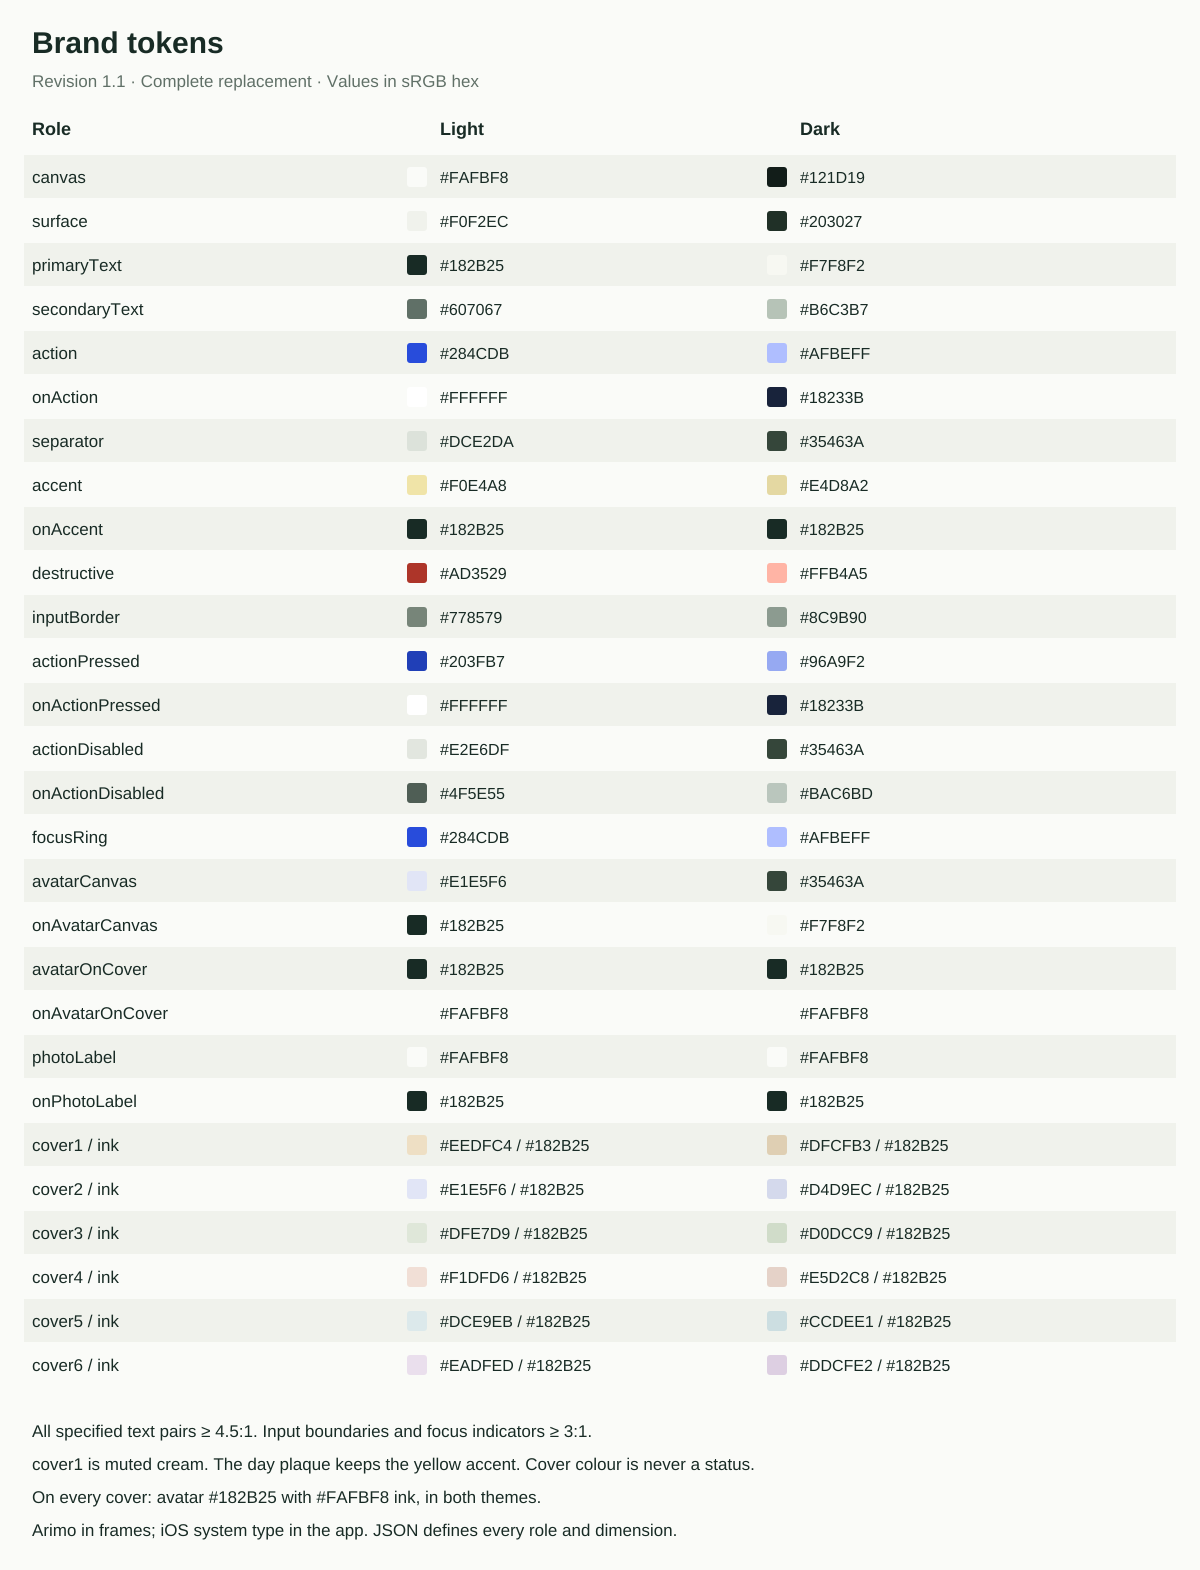 Brand tokens
Revision 1.1 · Complete replacement · Values in sRGB hex
Role Light Dark
canvas #FAFBF8 #121D19
surface #F0F2EC #203027
primaryText #182B25 #F7F8F2
secondaryText #607067 #B6C3B7
action #284CDB #AFBEFF
onAction #FFFFFF #18233B
separator #DCE2DA #35463A
accent #F0E4A8 #E4D8A2
onAccent #182B25 #182B25
destructive #AD3529 #FFB4A5
inputBorder #778579 #8C9B90
actionPressed #203FB7 #96A9F2
onActionPressed #FFFFFF #18233B
actionDisabled #E2E6DF #35463A
onActionDisabled #4F5E55 #BAC6BD
focusRing #284CDB #AFBEFF
avatarCanvas #E1E5F6 #35463A
onAvatarCanvas #182B25 #F7F8F2
avatarOnCover #182B25 #182B25
onAvatarOnCover #FAFBF8 #FAFBF8
photoLabel #FAFBF8 #FAFBF8
onPhotoLabel #182B25 #182B25
cover1 / ink #EEDFC4 / #182B25 #DFCFB3 / #182B25
cover2 / ink #E1E5F6 / #182B25 #D4D9EC / #182B25
cover3 / ink #DFE7D9 / #182B25 #D0DCC9 / #182B25
cover4 / ink #F1DFD6 / #182B25 #E5D2C8 / #182B25
cover5 / ink #DCE9EB / #182B25 #CCDEE1 / #182B25
cover6 / ink #EADFED / #182B25 #DDCFE2 / #182B25
All specified text pairs ≥ 4.5:1. Input boundaries and focus indicators ≥ 3:1.
cover1 is muted cream. The day plaque keeps the yellow accent. Cover colour is never a status.
On every cover: avatar #182B25 with #FAFBF8 ink, in both themes.
Arimo in frames; iOS system type in the app. JSON defines every role and dimension.